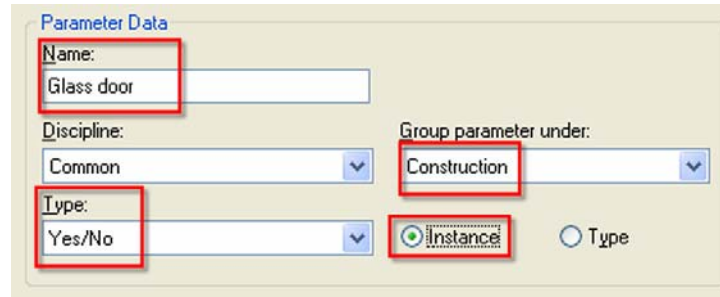 Parameter Data
Name:
Glass door
Discipline:
Group parameter under:
Common
Construction
Type:
Yes/No
Instance
Type